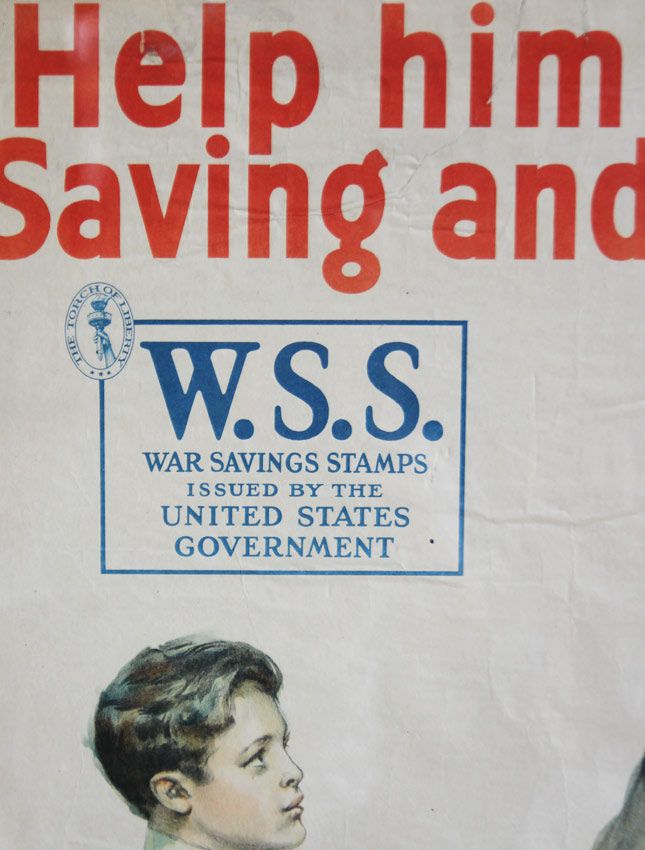 Help him
Saving and
THE TORCH OF LIBERTY
W.S.S.
WAR SAVINGS STAMPS
ISSUED BY THE
UNITED STATES
GOVERNMENT